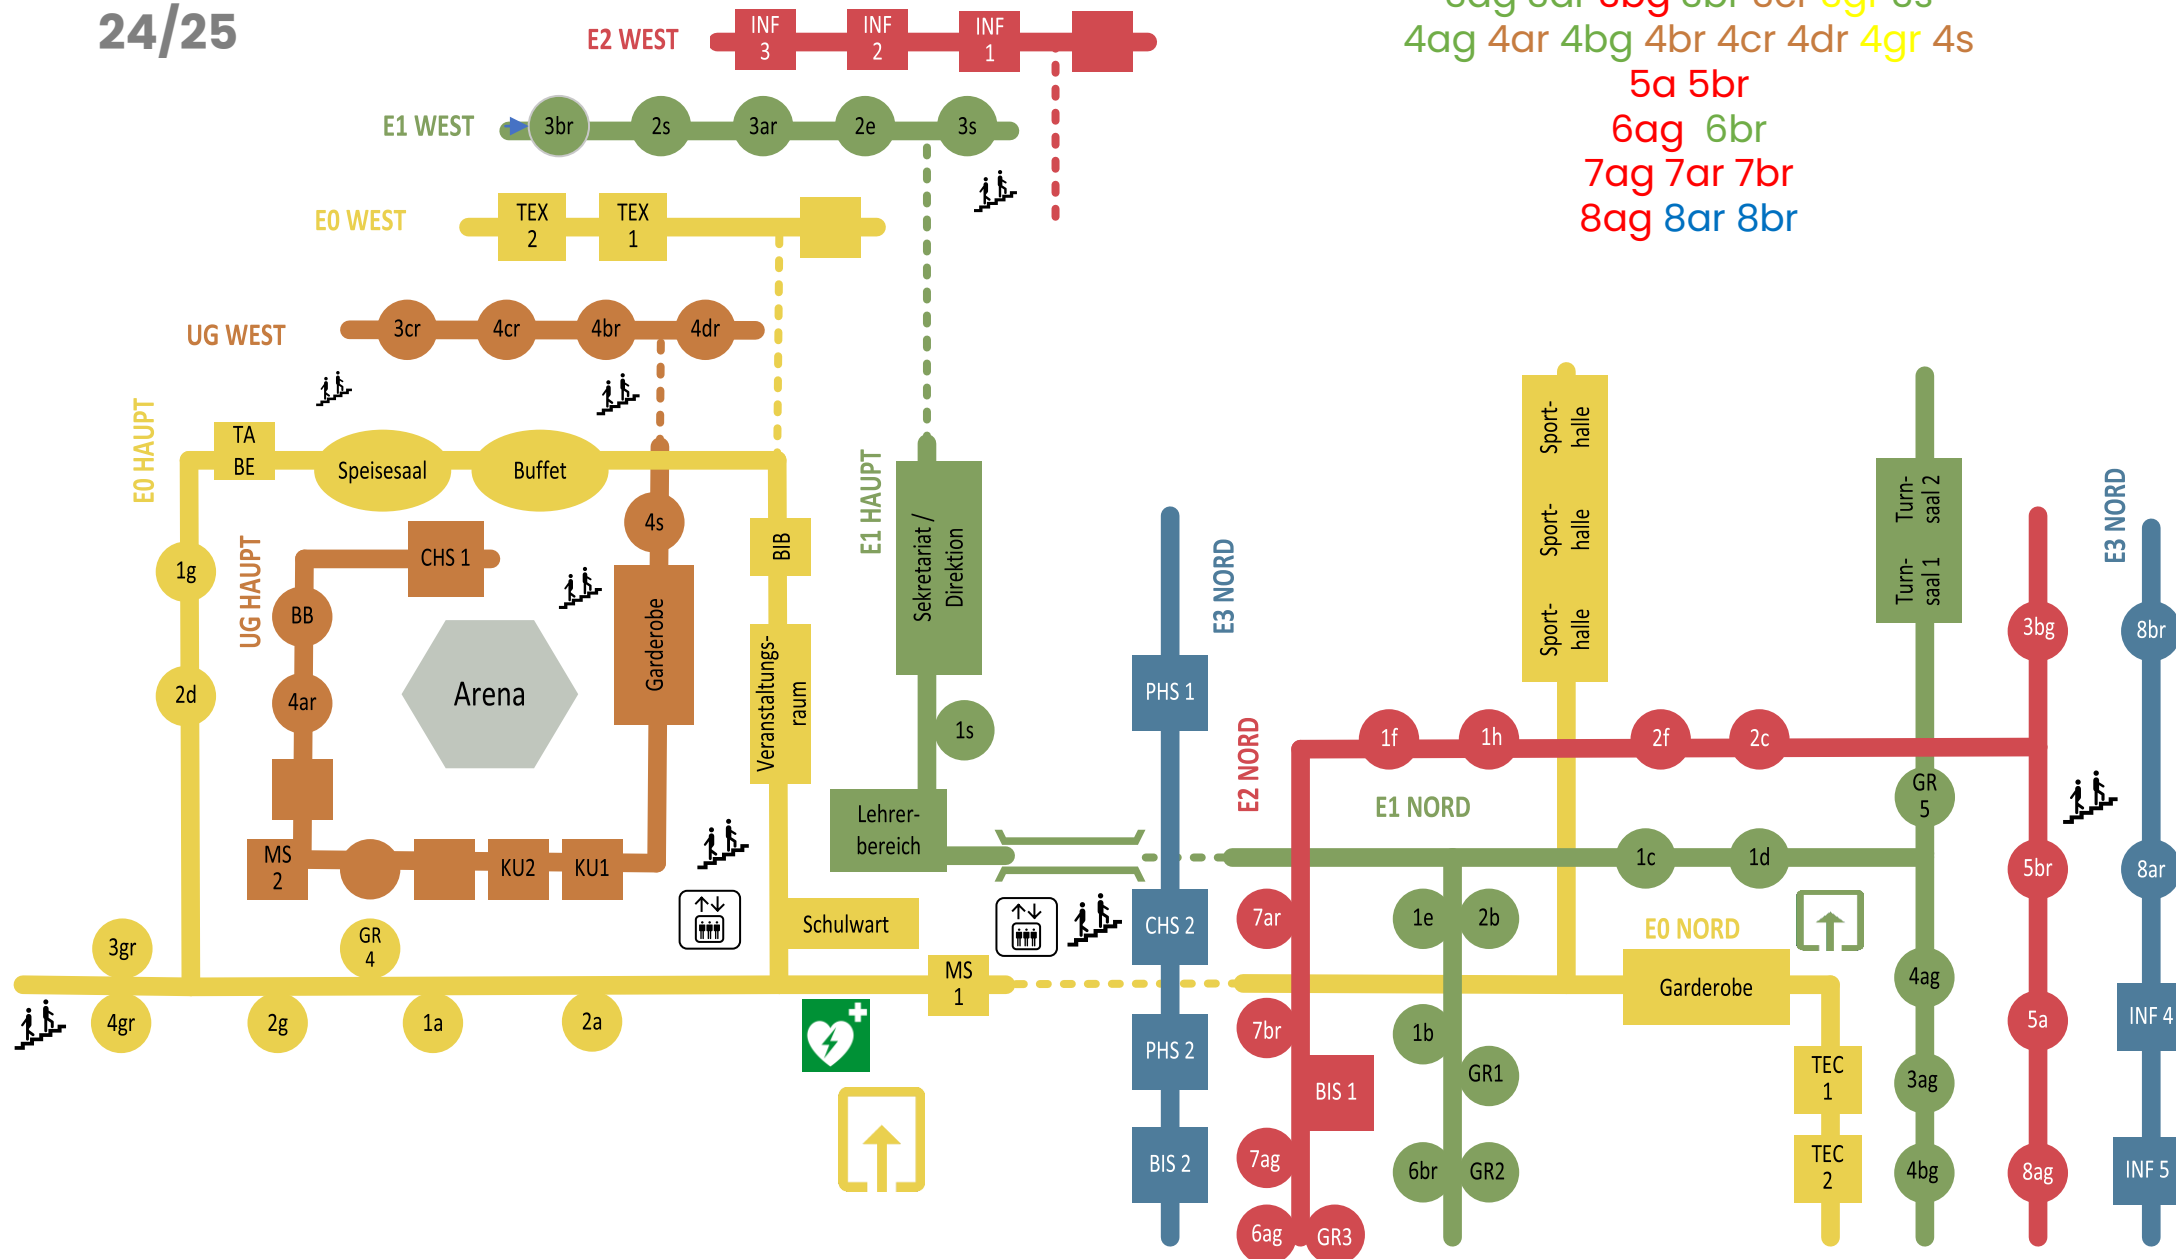 24/25
3ag 3ar 3bg 3br 3cr 3gr 3s
4ag 4ar 4bg 4br 4cr 4dr 4gr 4s
5a 5br
6ag 6br
7ag 7ar 7br
8ag 8ar 8br
E2 WEST
INF
3
INF
2
INF
1
E1 WEST
3br
2s
3ar
2e
3s
E0 WEST
TEX
2
TEX
1
UG WEST
3cr
4cr
4br
4dr
E0 HAUPT
TA
BE
Speisesaal
Buffet
1g
2d
UG HAUPT
CHS 1
BB
4ar
MS
2
KU2
KU1
4s
Garderobe
Arena
BIB
Veranstaltungs-
raum
Schulwart
3gr
4gr
2g
GR
4
1a
2a
MS
1
E1 HAUPT
Sekretariat /
Direktion
1s
Lehrer-
bereich
E3 NORD
PHS 1
CHS 2
PHS 2
BIS 2
E2 NORD
1f
1h
2f
2c
7ar
7br
BIS 1
7ag
6ag
GR3
3bg
5br
5a
8ag
E1 NORD
1c
1d
1e
2b
1b
GR1
6br
GR2
Turn-
saal 2
Turn-
saal 1
GR
5
4ag
3ag
4bg
Sport-
halle
Sport-
halle
Sport-
halle
E0 NORD
Garderobe
TEC
1
TEC
2
E3 NORD
8br
8ar
INF 4
INF 5